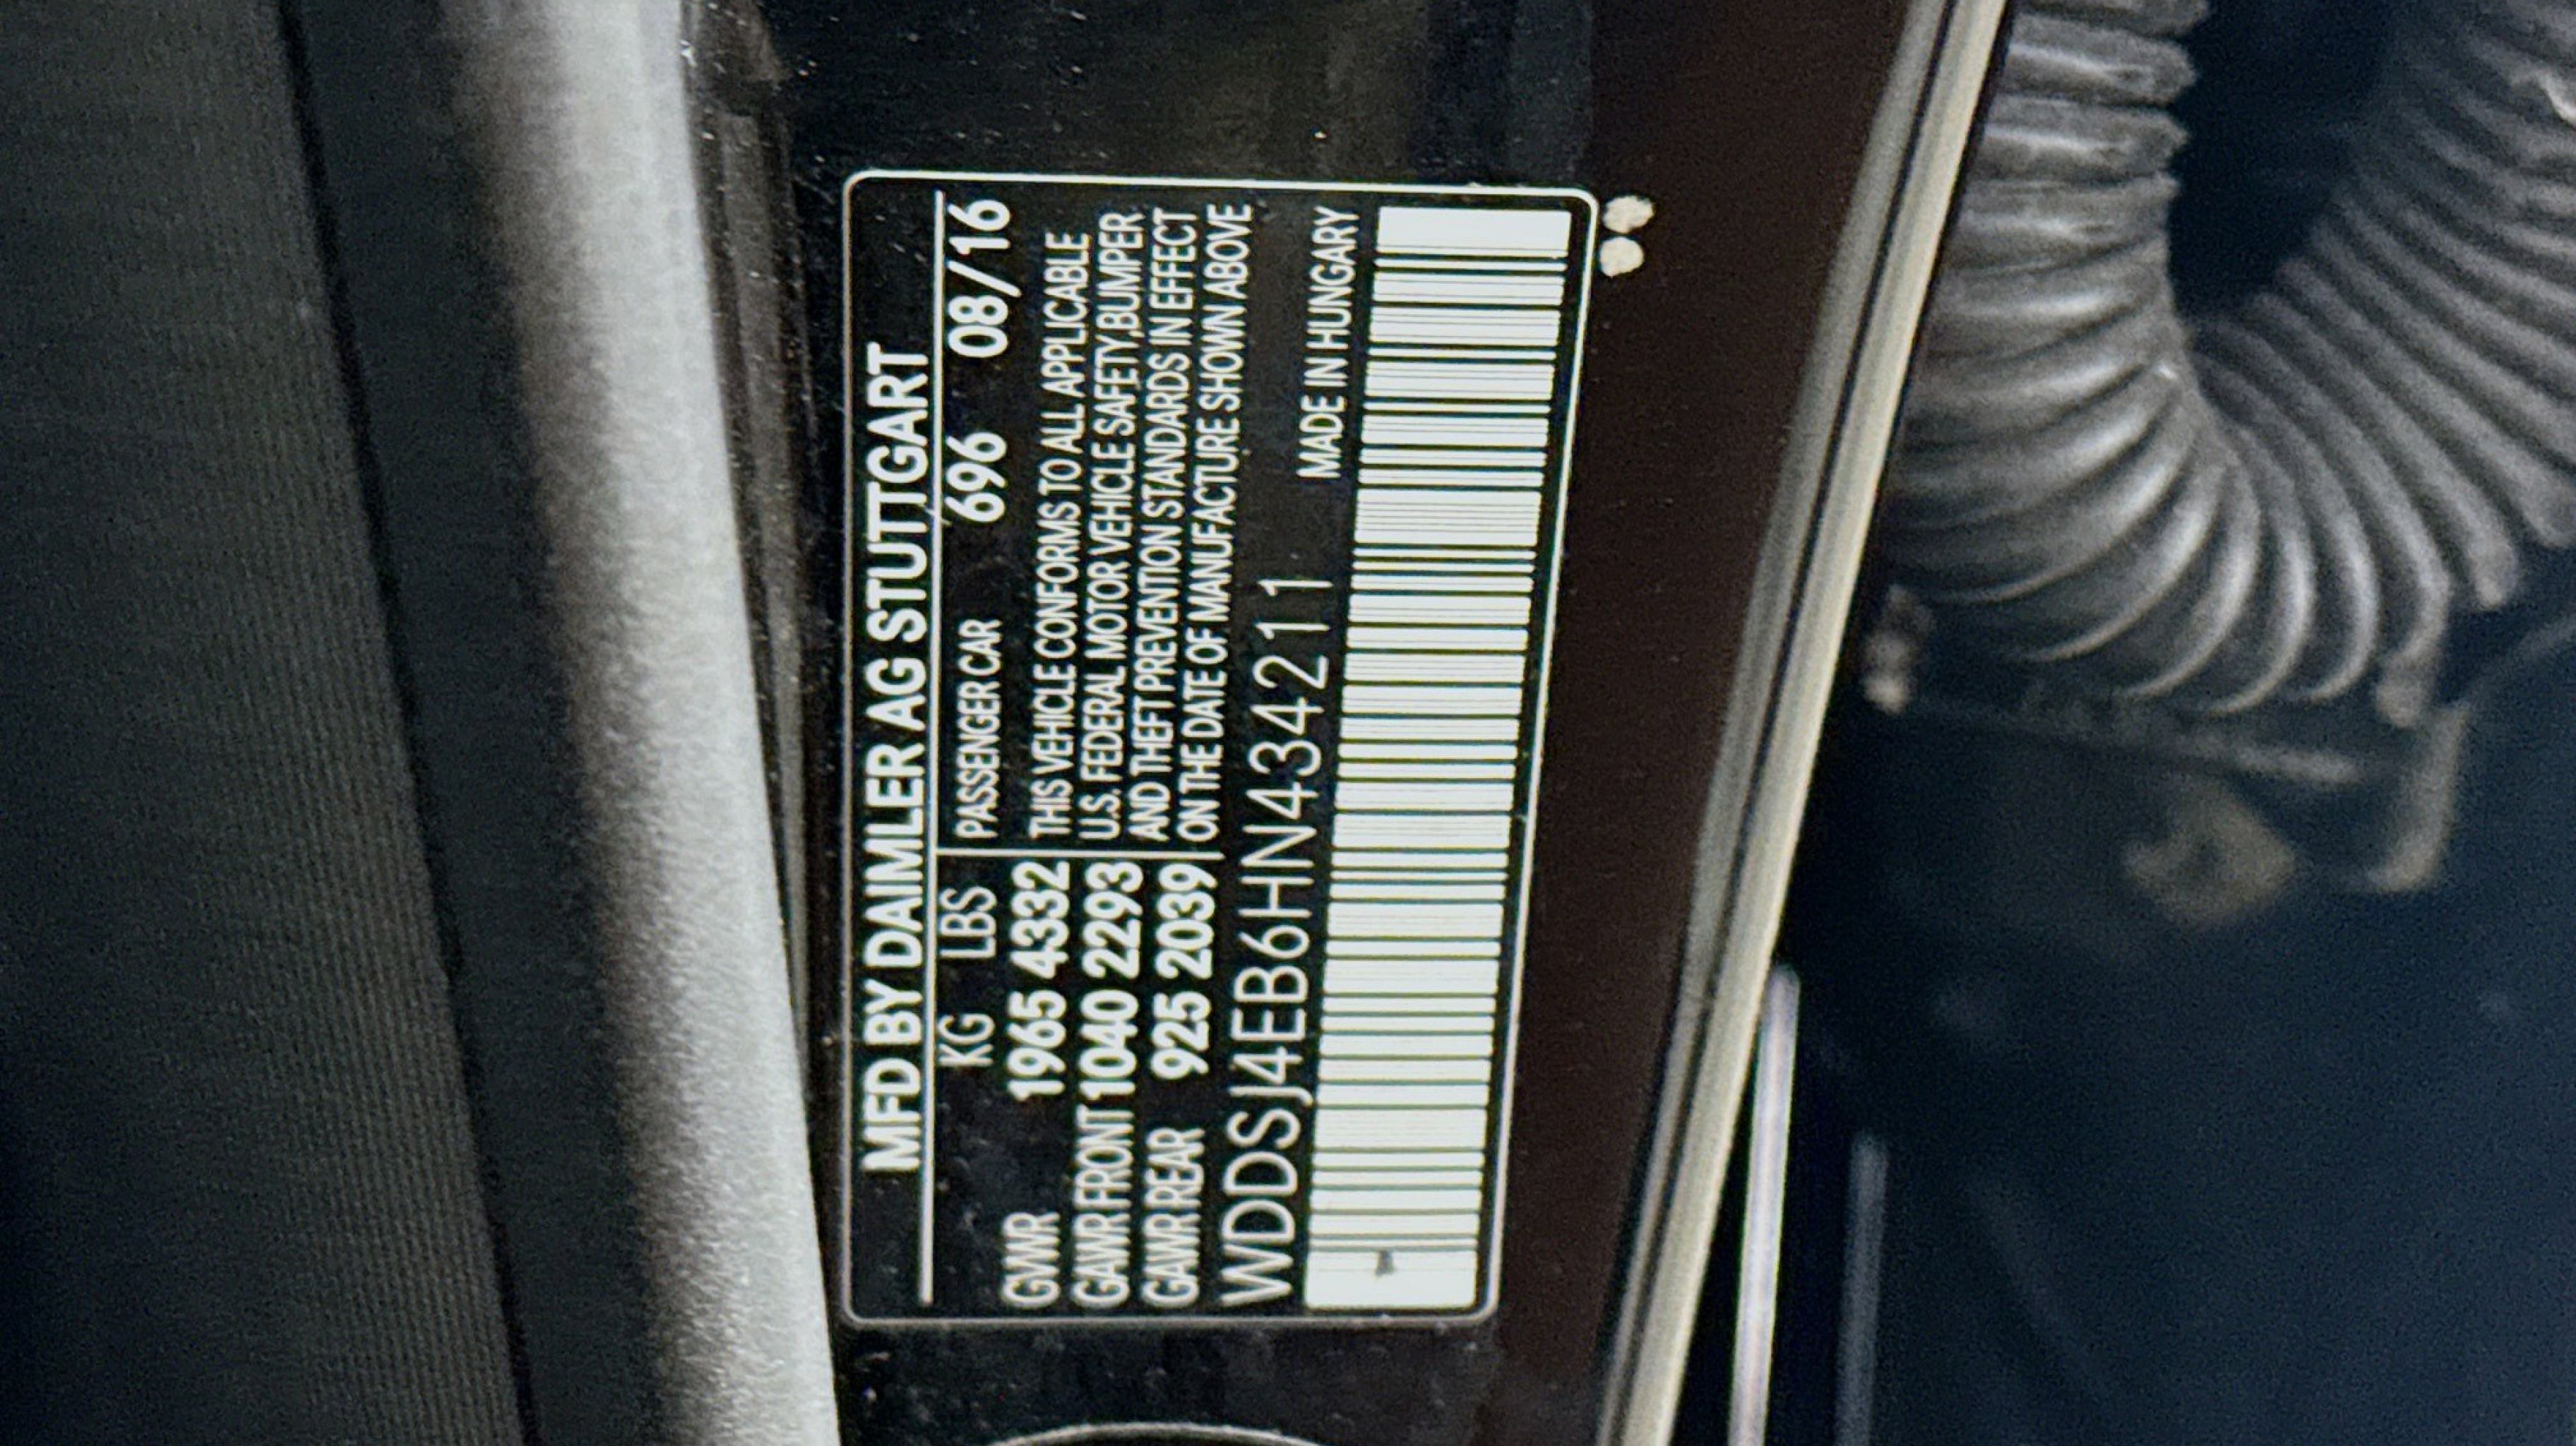 MFD BY DAIMLER AG STUTTGART
KG LBS PASSENGER CAR 696 08/16
GVWR 1965 4332 THIS VEHICLE CONFORMS TO ALL APPLICABLE
GAWR FRONT 1040 2293 U.S. FEDERAL MOTOR VEHICLE SAFETY,BUMPER
GAWR REAR 925 2039 AND THEFT PREVENTION STANDARDS IN EFFECT
ON THE DATE OF MANUFACTURE SHOWN ABOVE
WDDSJ4EB6HN434211 MADE IN HUNGARY